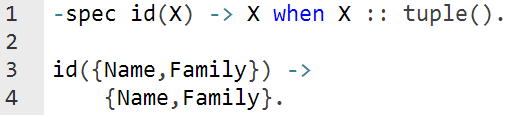 1 -spec id(X) -> X when X :: tuple().
2
3 id({Name,Family}) ->
4     {Name,Family}.